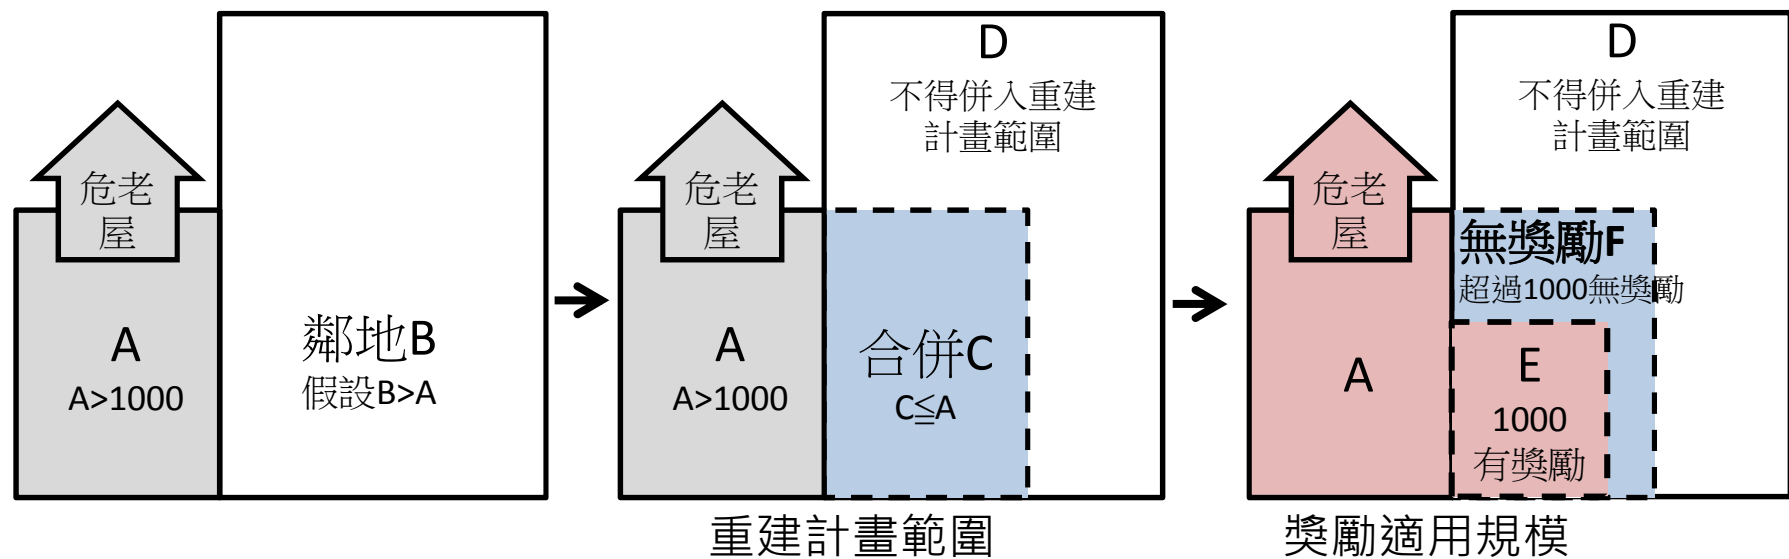 危老
屋
A
A>1000
鄰地B
假設B>A
D
不得併入重建
計畫範圍
危老
屋
A
A>1000
合併C
C≦A
重建計畫範圍
D
不得併入重建
計畫範圍
危老
屋
A
無獎勵F
超過1000無獎勵
E
1000
有獎勵
獎勵適用規模